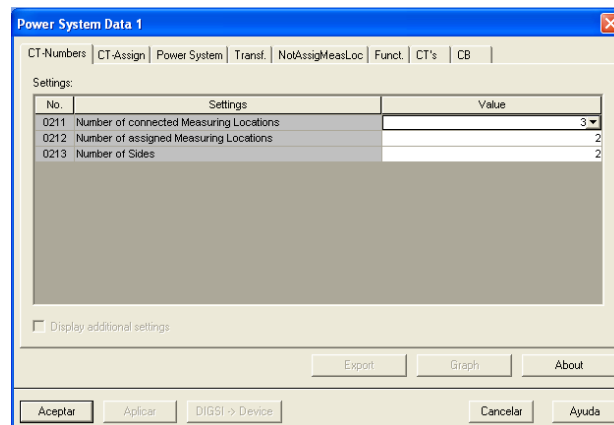 Power System Data 1
CT-Numbers CT-Assign Power System Transf. NotAssigMeasLoc Funct. CT's CB
Settings:
No. Settings Value
0211 Number of connected Measuring Locations 3
0212 Number of assigned Measuring Locations 2
0213 Number of Sides 2
Display additional settings
Export Graph About
Aceptar Aplicar DIGSI -> Device Cancelar Ayuda